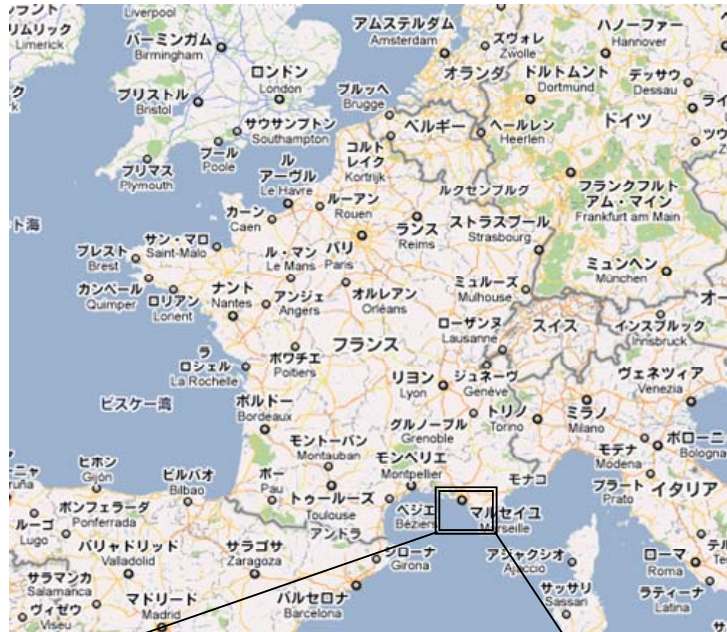 Liverpool
リムリック
Limerick
バーミンガム
Birmingham
ブリストル
Bristol
ロンドン
London
サウサンプトン
Southampton
プリマス
Plymouth
プール
Poole
アムステルダム
Amsterdam
ズヴォレ
Zwolle
オランダ
ハノーファー
Hannover
ドルトムント
Dortmund
デッサウ
Dessau
ドイツ
ブルッヘ
Brugge
ベルギー
ヘールレン
Heerlen
コルト
レイク
Kortrijk
ル
アーヴル
Le Havre
ルクセンブルグ
フランクフルト
アム・マイン
Frankfurt am Main
カーン
Caen
ルーアン
Rouen
ランス
Reims
ストラスブール
Strasbourg
ト海
ブレスト
Brest
サン・マロ
Saint-Malo
ル・マン
Le Mans
パリ
Paris
ミュンヘン
München
カンペール
Quimper
ロリアン
Lorient
ナント
Nantes
アンジェ
Angers
オルレアン
Orléans
ミュルーズ
Mulhouse
ローザンヌ
Lausanne
スイス
インスブルック
Innsbruck
オー
ラ
ロシェル
La Rochelle
ポワチエ
Poitiers
フランス
リヨン
Lyon
ジュネーヴ
Genève
ヴェネツィア
Venezia
ビスケー湾
ボルドー
Bordeaux
グルノーブル
Grenoble
トリノ
Torino
ミラノ
Milano
モントーバン
Montauban
モンペリエ
Montpellier
モナコ
モデナ
Modena
ボローニ
Bologna
ヒホン
Gijón
ビルバオ
Bilbao
ポー
Pau
トゥールーズ
Toulouse
ベジエ
Béziers
マルセイユ
Marseille
プラート
Prato
イタリア
ポンフェラーダ
Ponferrada
ルーゴ
Lugo
アンドラ
バリャドリッド
Valladolid
サラゴサ
Zaragoza
ジローナ
Girona
アジャクシオ
Ajaccio
ローマ
Roma
サラマンカ
Salamanca
マドリード
Madrid
バルセロナ
Barcelona
サッサリ
Sassari
ラティーナ
Latina
ヴィゼウ
Viseu